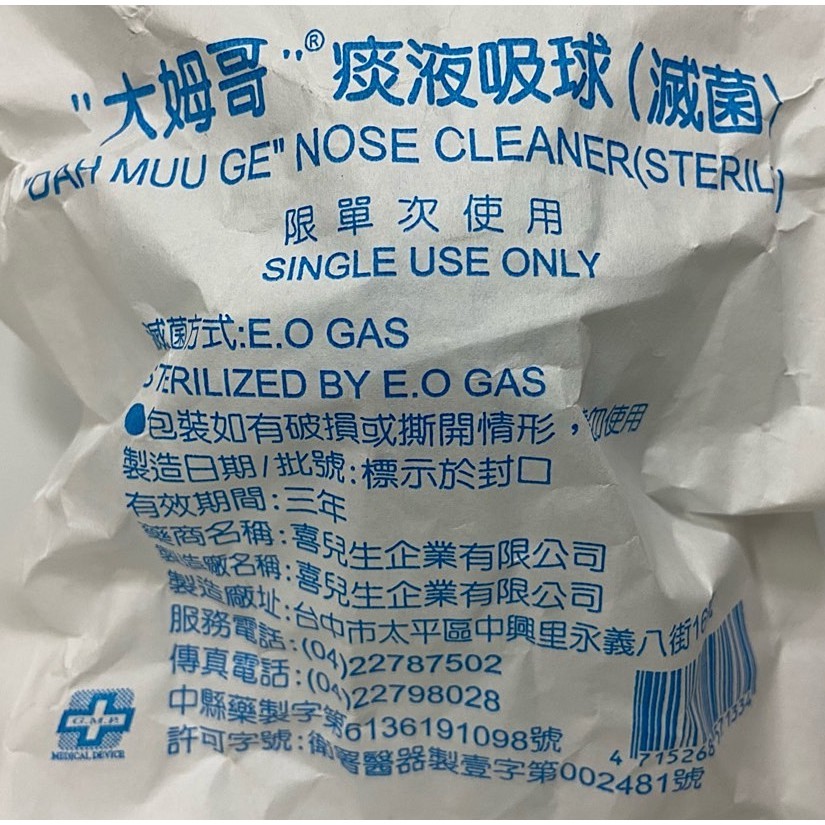 "大姆哥"® 痰液吸球(滅菌)
"DAH MUU GE" NOSE CLEANER(STERIL)
限單次使用
SINGLE USE ONLY
滅菌方式:E.O GAS
STERILIZED BY E.O GAS
●包裝如有破損或撕開情形,勿使用
製造日期/批號:標示於封口
有效期間:三年
藥商名稱:喜兒生企業有限公司
製造廠名稱:喜兒生企業有限公司
製造廠址:台中市太平區中興里永義八街
服務電話:(04)22787502
傳真電話:(04)22798028
中縣藥製字第6136191098號
許可字號:衛署醫器製壹字第002481號
G.M.P.
MEDICAL DEVICE